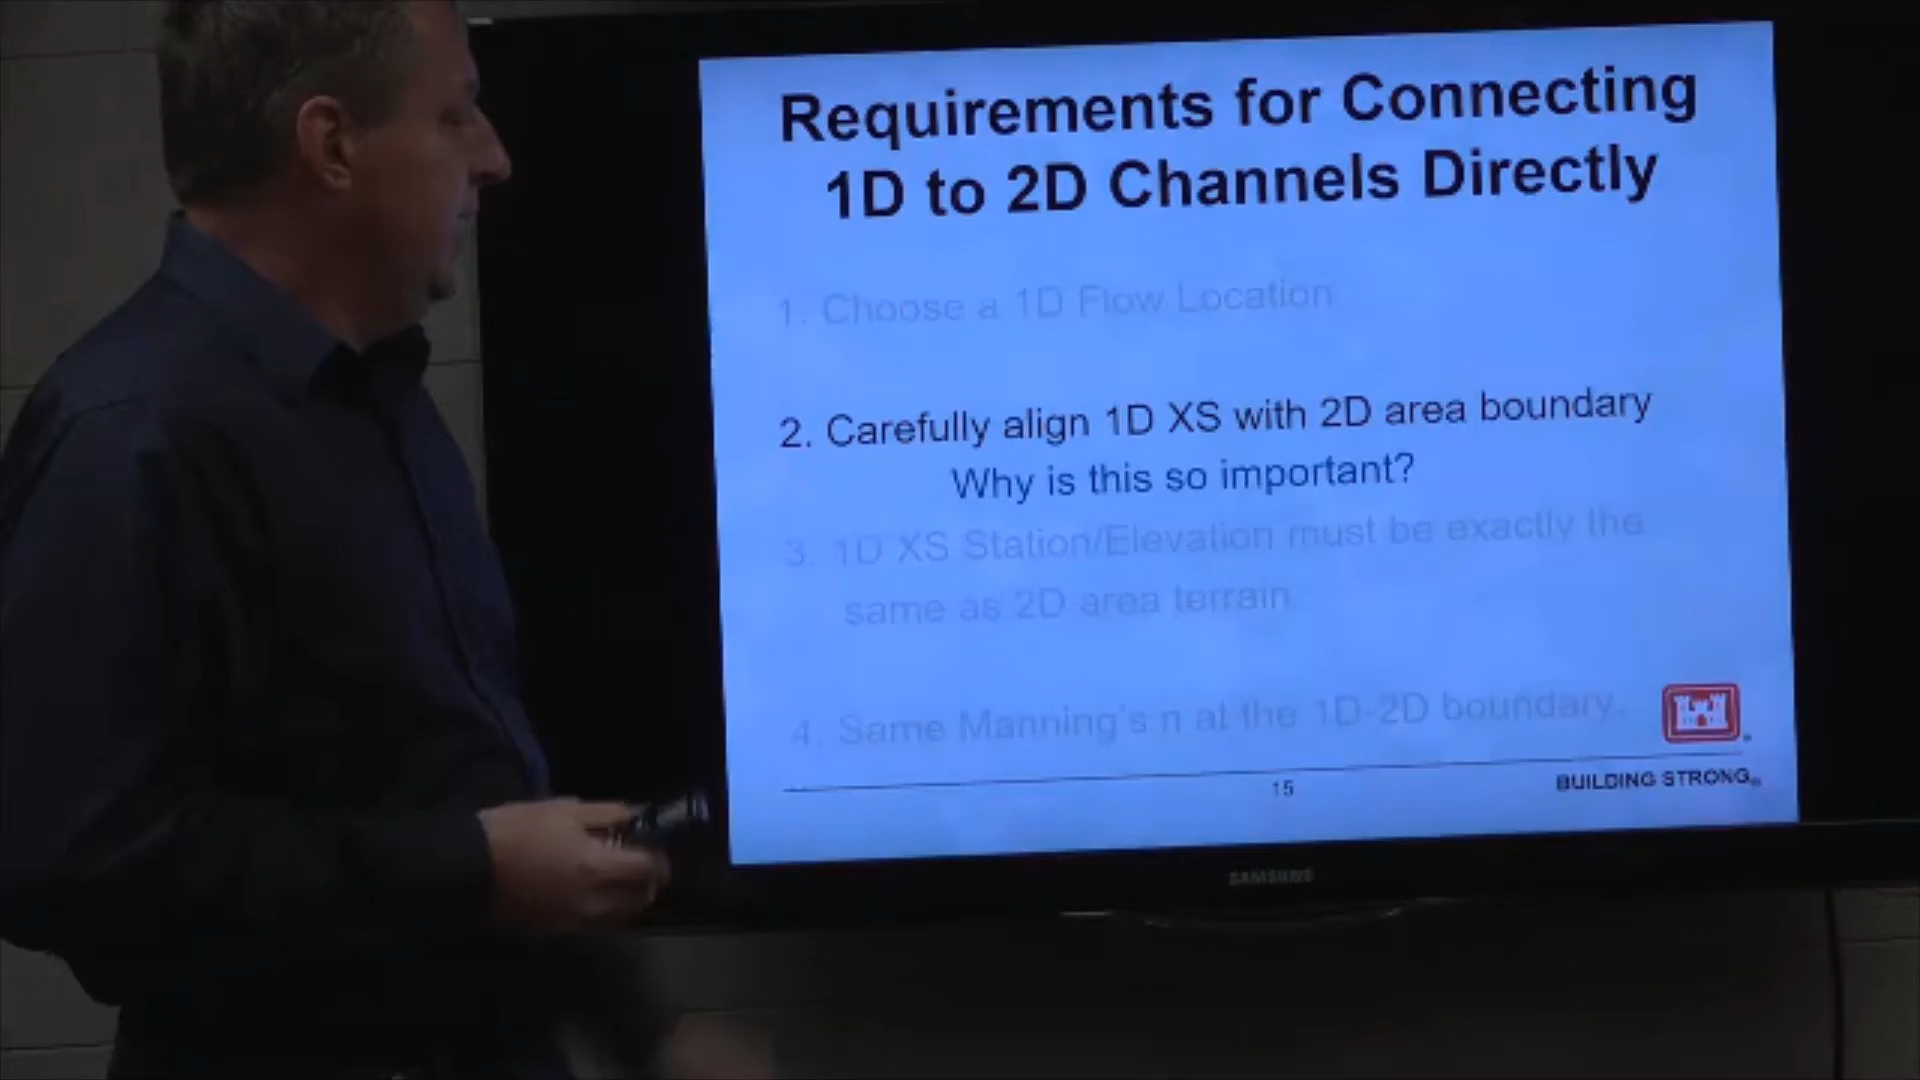 Requirements for Connecting
1D to 2D Channels Directly
1. Choose a 1D Flow Location
2. Carefully align 1D XS with 2D area boundary
Why is this so important?
3. 1D XS Station/Elevation must be exactly the
same as 2D area terrain.
4. Same Manning's n at the 1D-2D boundary.
15
BUILDING STRONG®
SAMSUNG